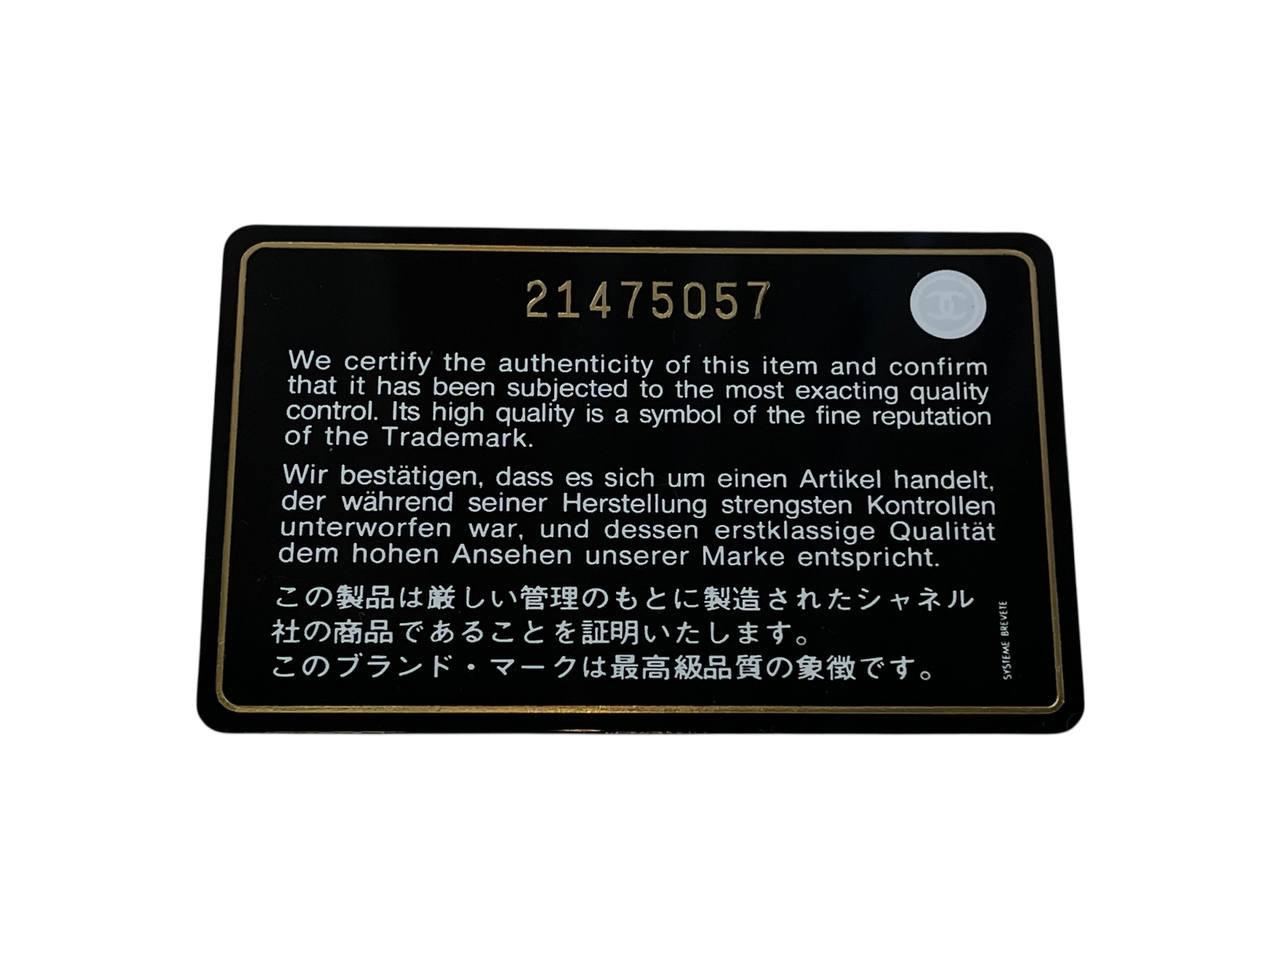 21475057
We certify the authenticity of this item and confirm
that it has been subjected to the most exacting quality
control. Its high quality is a symbol of the fine reputation
of the Trademark.
Wir bestätigen, dass es sich um einen Artikel handelt,
der während seiner Herstellung strengsten Kontrollen
unterworfen war, und dessen erstklassige Qualität
dem hohen Ansehen unserer Marke entspricht.
この製品は厳しい管理のもとに製造されたシャネル
社の商品であることを証明いたします。
このブランド・マークは最高級品質の象徴です。
SYSTEME BREVETE